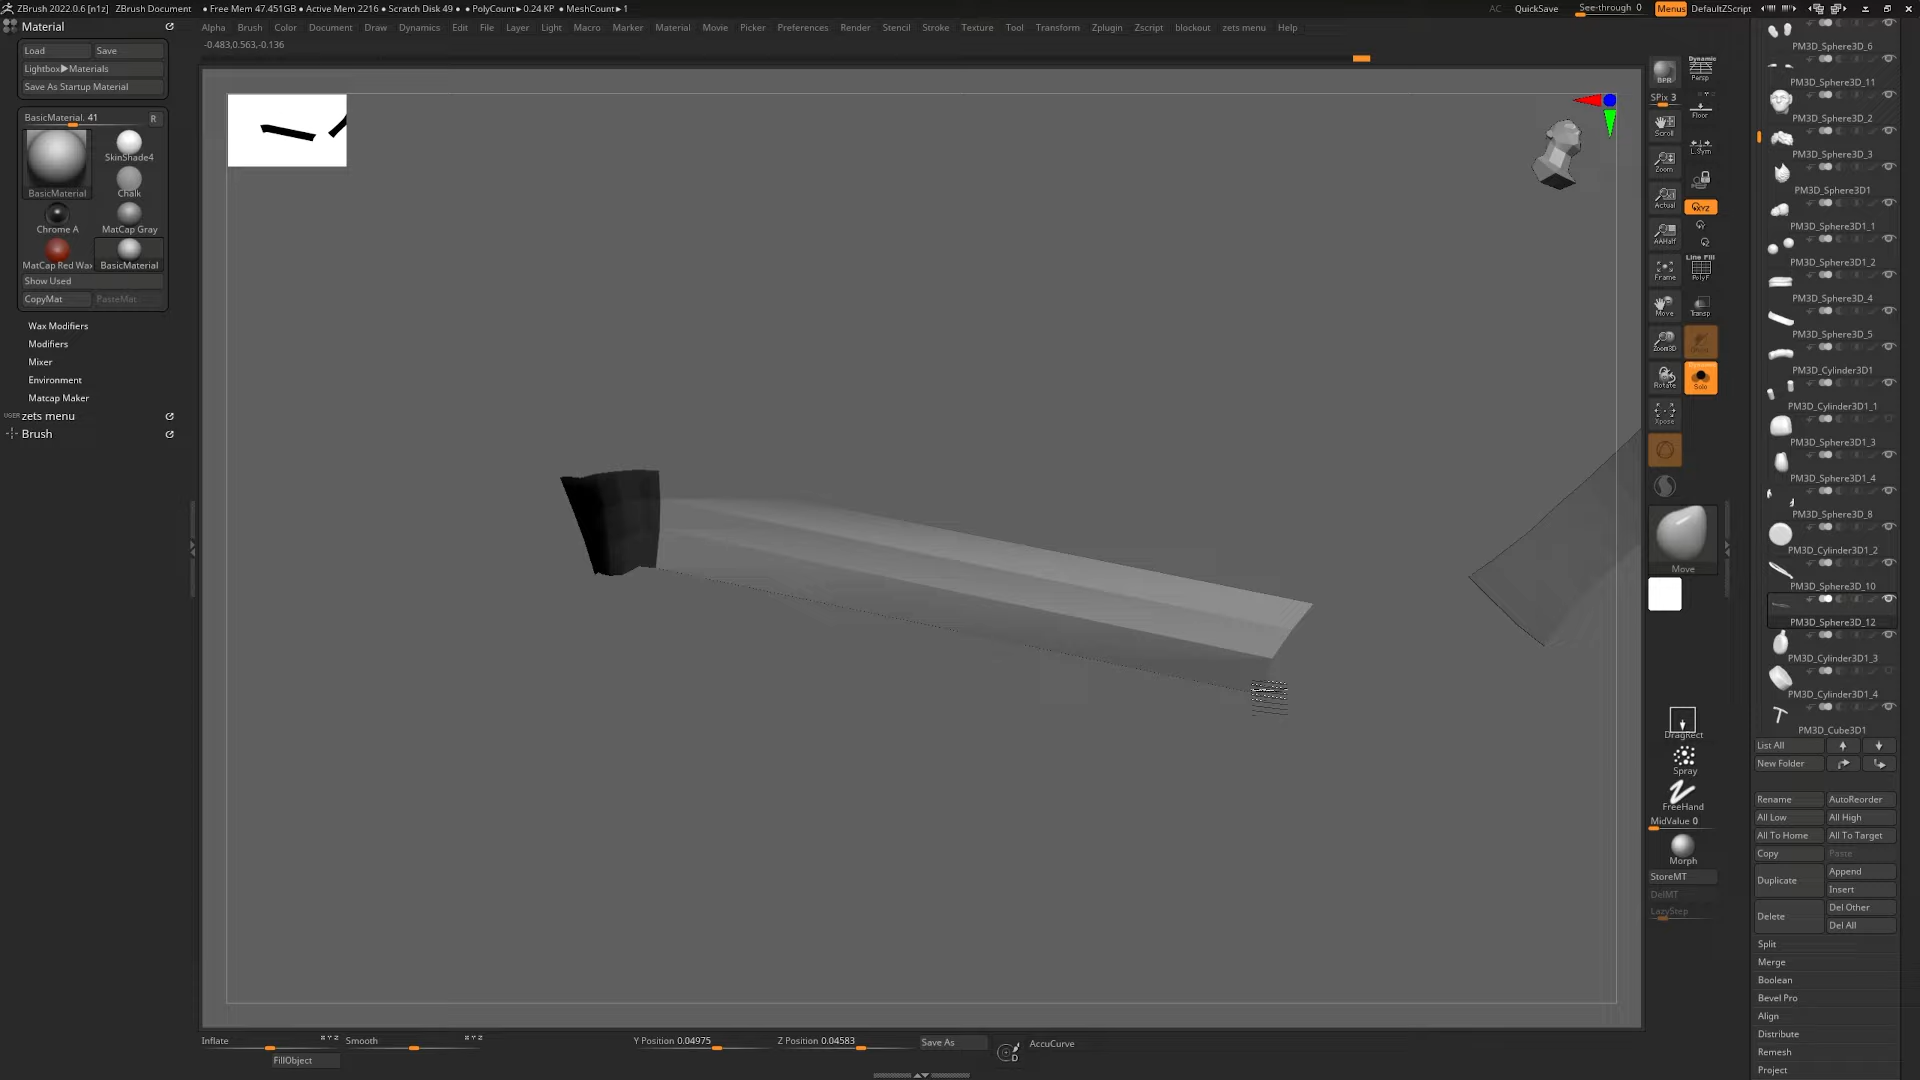 ZBrush 2022.0.6 [n1z] ZBrush Document ● Free Mem 47.451GB ● Active Mem 2216 ● Scratch Disk 49 ● ● PolyCount▶0.24 KP ● MeshCount▶1 AC QuickSave See-through 0 Menus DefaultZScript
Material Alpha Brush Color Document Draw Dynamics Edit File Layer Light Macro Marker Material Movie Picker Preferences Render Stencil Stroke Texture Tool Transform Zplugin Zscript blockout zets menu Help
-0.483,0.563,-0.136
Load Save
Lightbox▶Materials
Save As Startup Material
BasicMaterial. 41 R
SkinShade4
BasicMaterial Chalk
Chrome A MatCap Gray
MatCap Red Wax BasicMaterial
Show Used
CopyMat PasteMat
Wax Modifiers
Modifiers
Mixer
Environment
Matcap Maker
zets menu
Brush
BPR
SPix 3
Scroll
Zoom
Actual
AAHalf
Frame
Move
Zoom3D
Rotate
Xpose
Dynamic
Persp
Floor
L.Sym
XYZ
Line Fill
PolyF
Transp
Solo
Move
DragRect
Spray
FreeHand
MidValue 0
Morph
StoreMT
DelMT
LazyStep
PM3D_Sphere3D_6
PM3D_Sphere3D_11
PM3D_Sphere3D_2
PM3D_Sphere3D_3
PM3D_Sphere3D1
PM3D_Sphere3D1_1
PM3D_Sphere3D1_2
PM3D_Sphere3D_4
PM3D_Sphere3D_5
PM3D_Cylinder3D1
PM3D_Cylinder3D1_1
PM3D_Sphere3D1_3
PM3D_Sphere3D1_4
PM3D_Sphere3D_8
PM3D_Cylinder3D1_2
PM3D_Sphere3D_10
PM3D_Sphere3D_12
PM3D_Cylinder3D1_3
PM3D_Cylinder3D1_4
PM3D_Cube3D1
List All
New Folder
Rename AutoReorder
All Low All High
All To Home All To Target
Copy Paste
Duplicate Append
Insert
Delete Del Other
Del All
Split
Merge
Boolean
Bevel Pro
Align
Distribute
Remesh
Project
Inflate Smooth Y Position 0.04975 Z Position 0.04583 Save As AccuCurve
FillObject